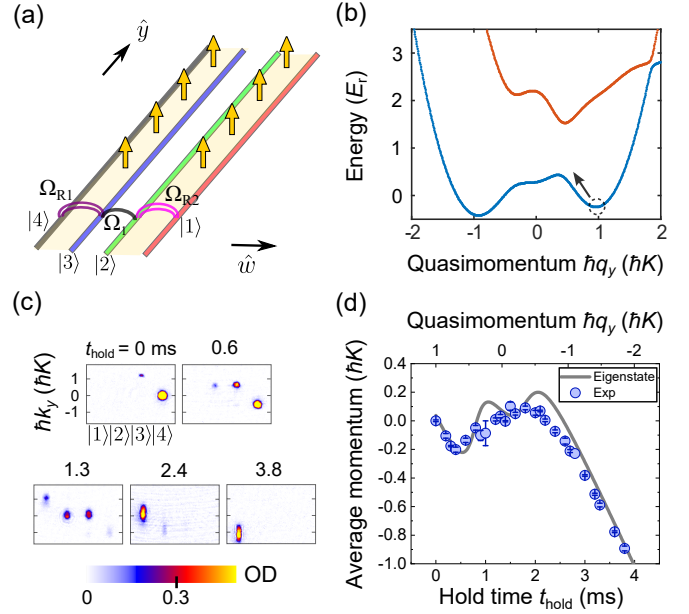 (a)
ŷ
Ω_R1
Ω_R2
|4⟩
Ω_I
|1⟩
|3⟩
|2⟩
ŵ
(b)
Energy (E_r)
3
2
1
0
-2
-1
0
1
2
Quasimomentum ħq_y (ħK)
(c)
t_hold = 0 ms
0.6
ħk_y (ħK)
1
0
-1
|1⟩|2⟩|3⟩|4⟩
1.3
2.4
3.8
OD
0
0.3
(d)
Quasimomentum ħq_y (ħK)
1
0
-1
-2
Average momentum (ħK)
0.4
0.2
0.0
-0.2
-0.4
-0.6
-0.8
-1.0
Eigenstate
Exp
0
1
2
3
4
Hold time t_hold (ms)